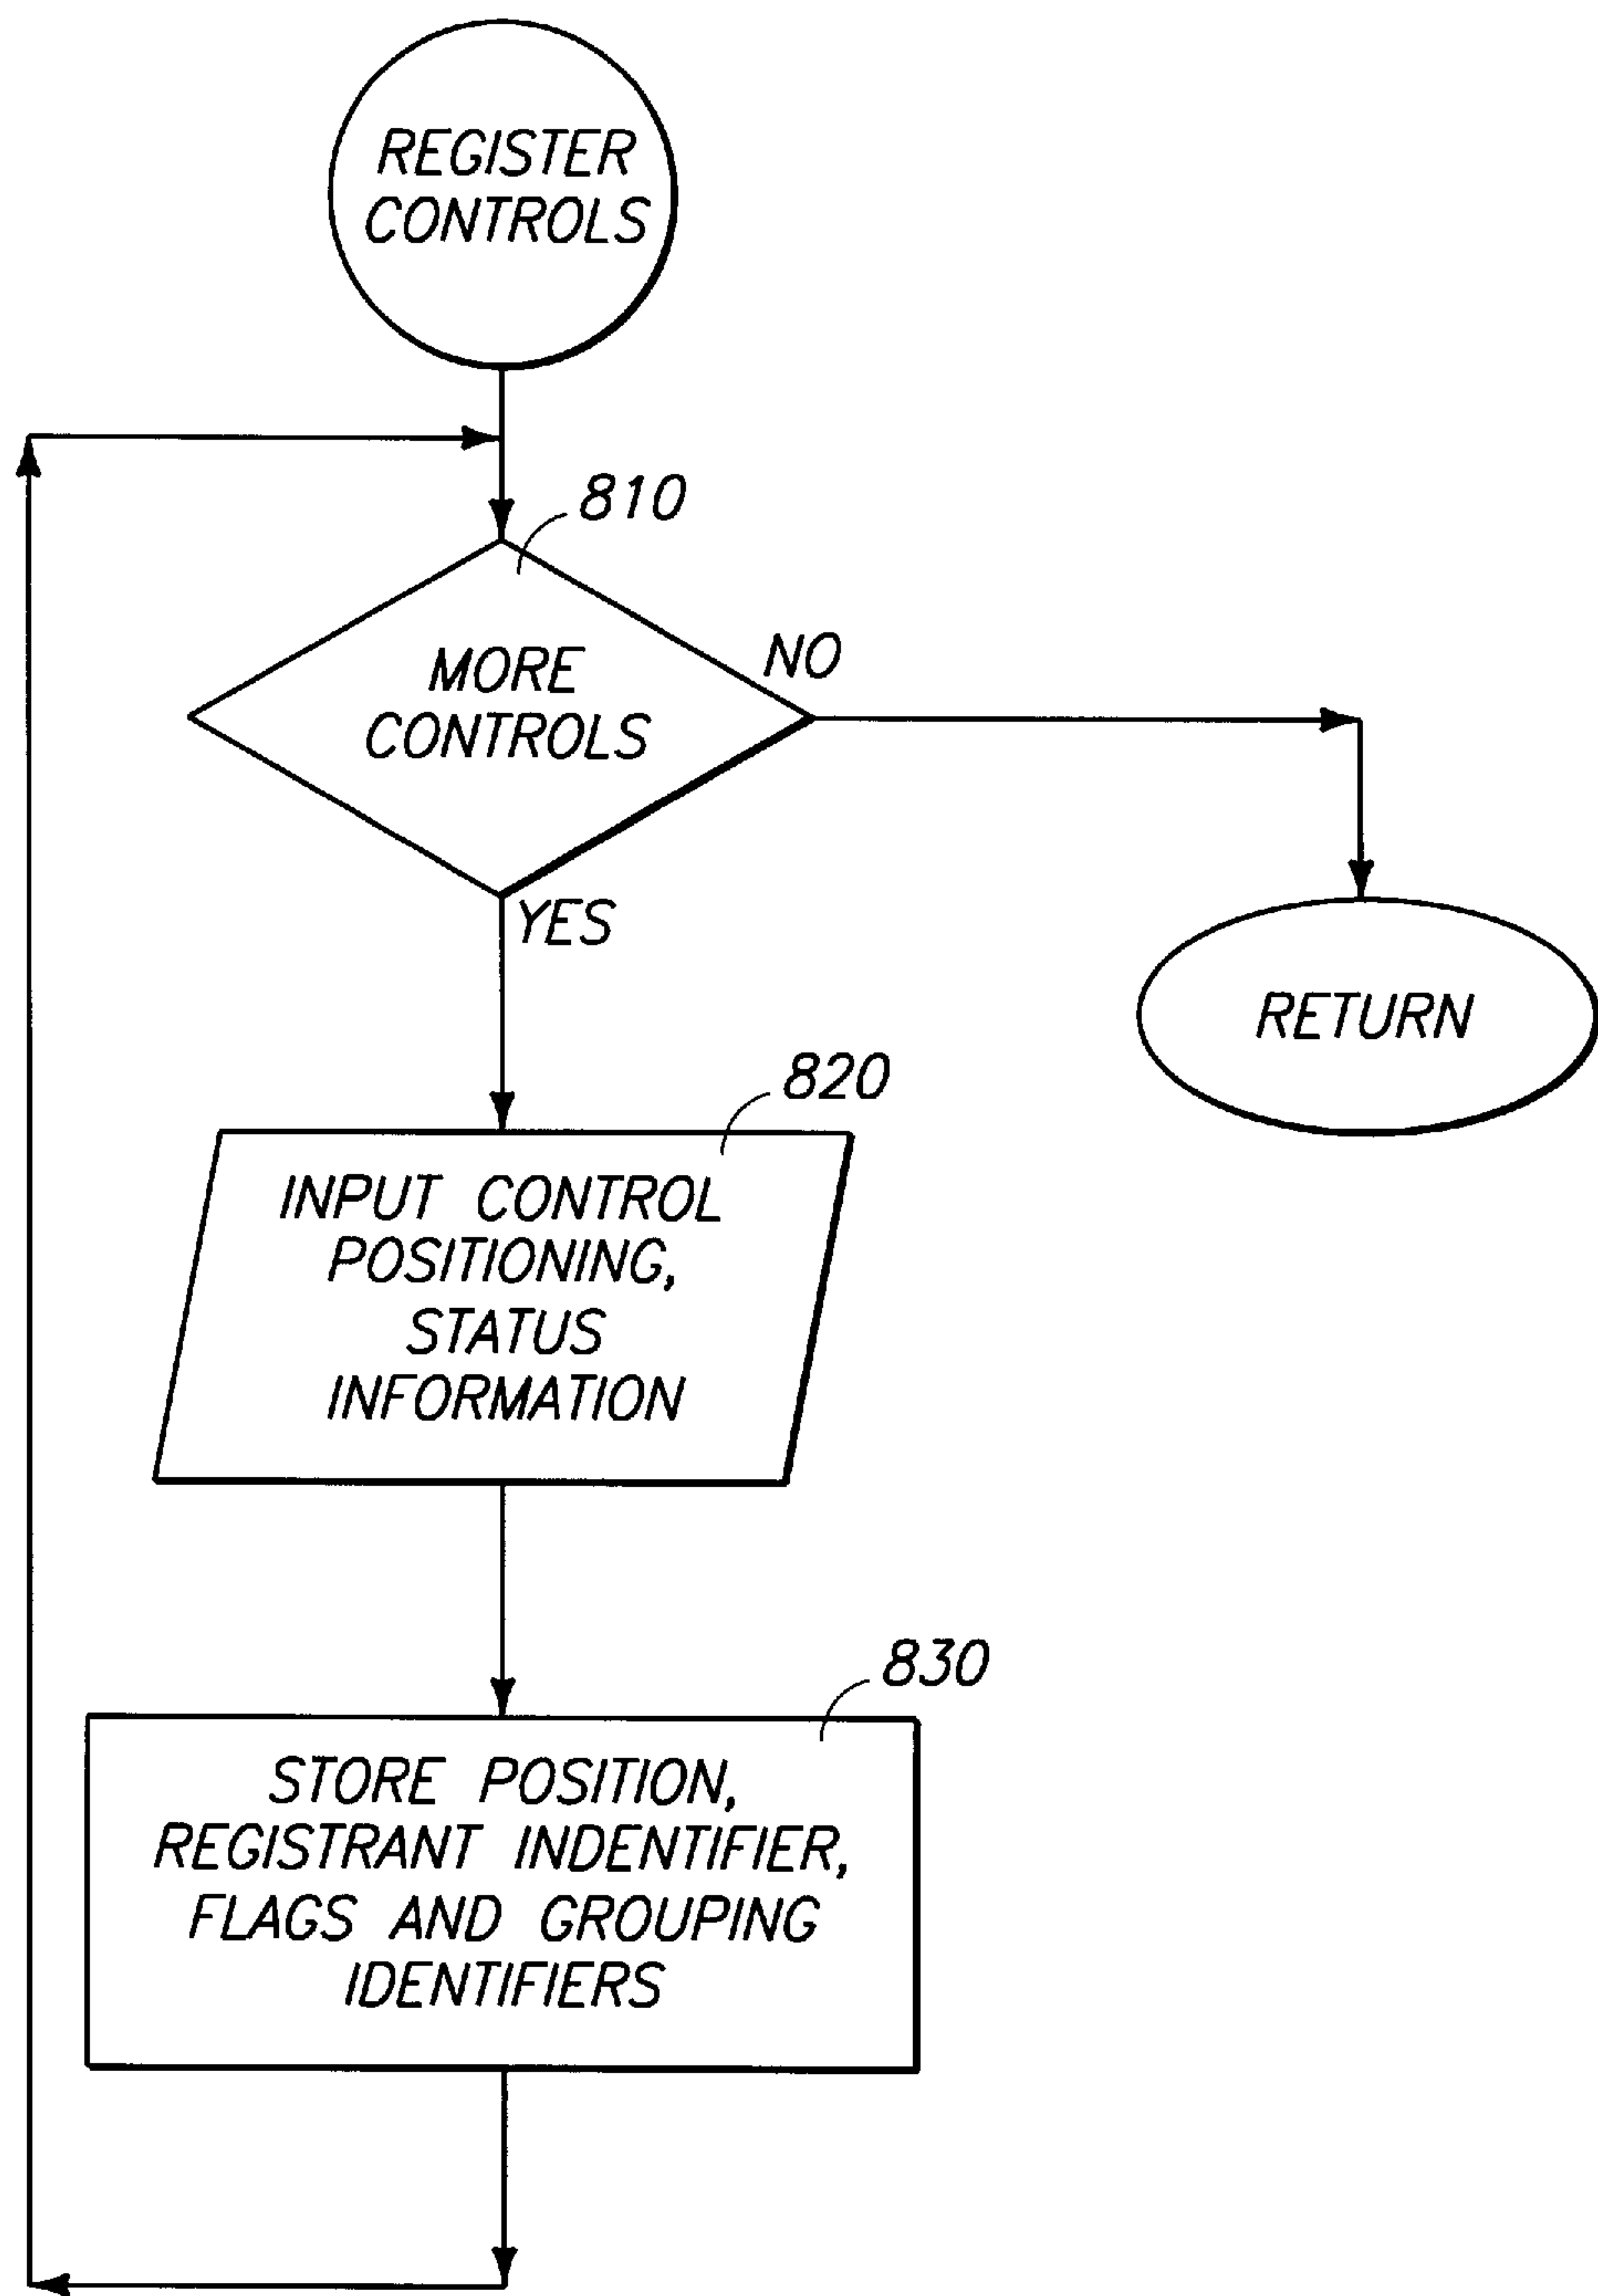 REGISTER
CONTROLS
810
MORE
CONTROLS
NO
YES
RETURN
820
INPUT CONTROL
POSITIONING,
STATUS
INFORMATION
830
STORE POSITION,
REGISTRANT INDENTIFIER,
FLAGS AND GROUPING
IDENTIFIERS